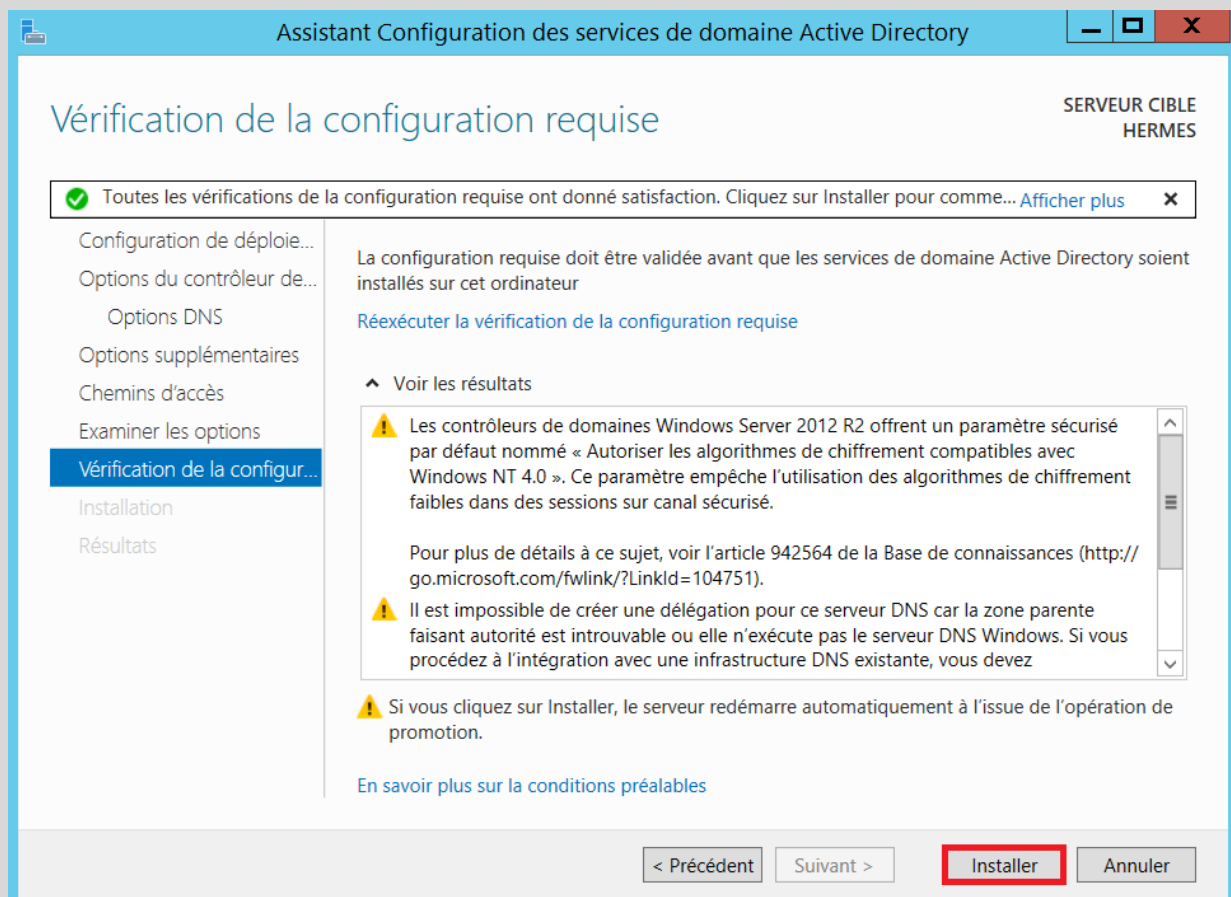 Assistant Configuration des services de domaine Active Directory
Vérification de la configuration requise
SERVEUR CIBLE
HERMES
Toutes les vérifications de la configuration requise ont donné satisfaction. Cliquez sur Installer pour comme... Afficher plus
Configuration de déploie...
Options du contrôleur de...
Options DNS
Options supplémentaires
Chemins d'accès
Examiner les options
Vérification de la configur...
Installation
Résultats
La configuration requise doit être validée avant que les services de domaine Active Directory soient
installés sur cet ordinateur
Réexécuter la vérification de la configuration requise
Voir les résultats
Les contrôleurs de domaines Windows Server 2012 R2 offrent un paramètre sécurisé
par défaut nommé « Autoriser les algorithmes de chiffrement compatibles avec
Windows NT 4.0 ». Ce paramètre empêche l'utilisation des algorithmes de chiffrement
faibles dans des sessions sur canal sécurisé.
Pour plus de détails à ce sujet, voir l'article 942564 de la Base de connaissances (http://
go.microsoft.com/fwlink/?LinkId=104751).
Il est impossible de créer une délégation pour ce serveur DNS car la zone parente
faisant autorité est introuvable ou elle n'exécute pas le serveur DNS Windows. Si vous
procédez à l'intégration avec une infrastructure DNS existante, vous devez
Si vous cliquez sur Installer, le serveur redémarre automatiquement à l'issue de l'opération de
promotion.
En savoir plus sur la conditions préalables
< Précédent
Suivant >
Installer
Annuler